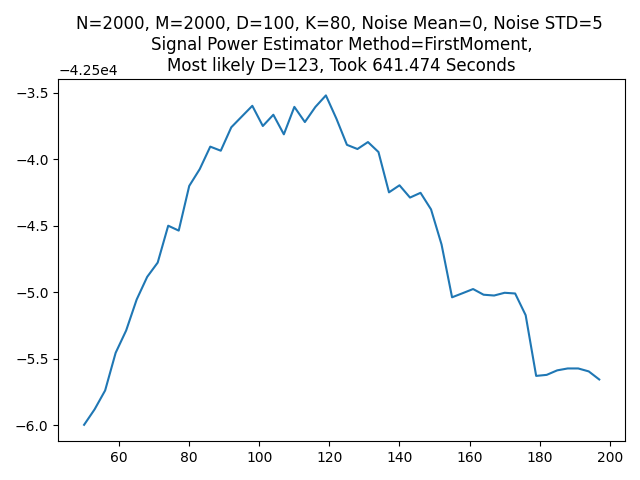 N=2000, M=2000, D=100, K=80, Noise Mean=0, Noise STD=5
Signal Power Estimator Method=FirstMoment,
Most likely D=123, Took 641.474 Seconds
−4.25e4
−3.5
−4.0
−4.5
−5.0
−5.5
−6.0
60 80 100 120 140 160 180 200